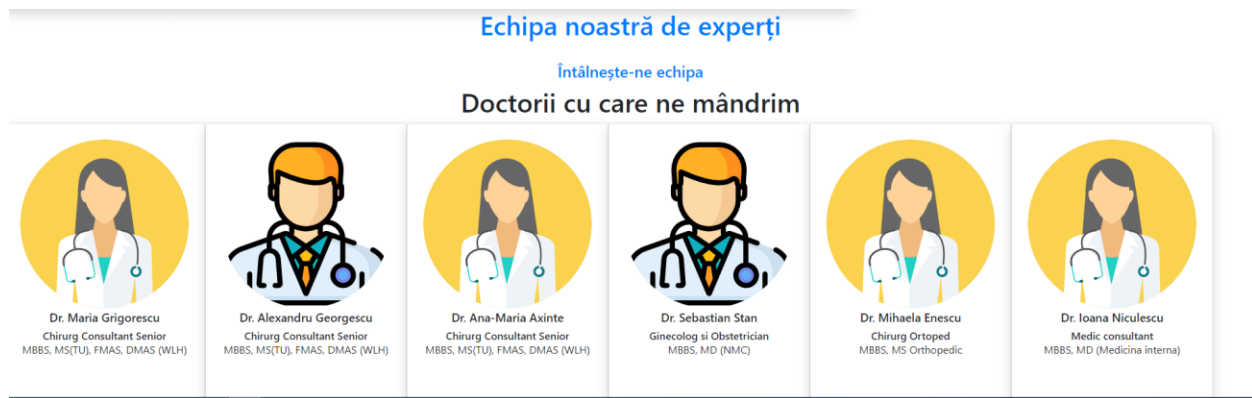 Echipa noastră de experți
Întâlnește-ne echipa
Doctorii cu care ne mândrim
Dr. Maria Grigorescu
Chirurg Consultant Senior
MBBS, MS(TU), FMAS, DMAS (WLH)
Dr. Alexandru Georgescu
Chirurg Consultant Senior
MBBS, MS(TU), FMAS, DMAS (WLH)
Dr. Ana-Maria Axinte
Chirurg Consultant Senior
MBBS, MS(TU), FMAS, DMAS (WLH)
Dr. Sebastian Stan
Ginecolog si Obstetrician
MBBS, MD (NMC)
Dr. Mihaela Enescu
Chirurg Ortoped
MBBS, MS Orthopedic
Dr. Ioana Niculescu
Medic consultant
MBBS, MD (Medicina interna)